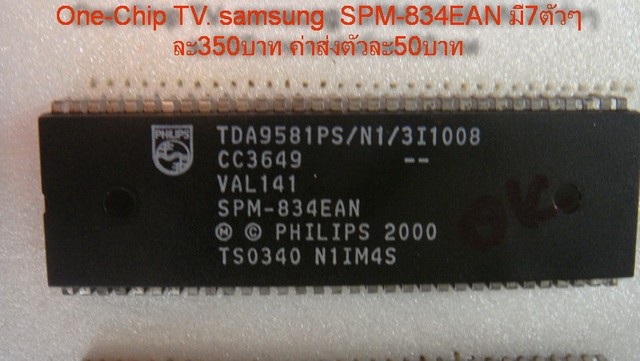 One-Chip TV. samsung SPM-834EAN มี7ตัวๆ
ละ350บาท ค่าส่งตัวละ50บาท
PHILIPS
TDA9581PS/N1/3I1008
CC3649 --
VAL141
SPM-834EAN
Ⓜ © PHILIPS 2000
TS0340 N1IM4S
OK